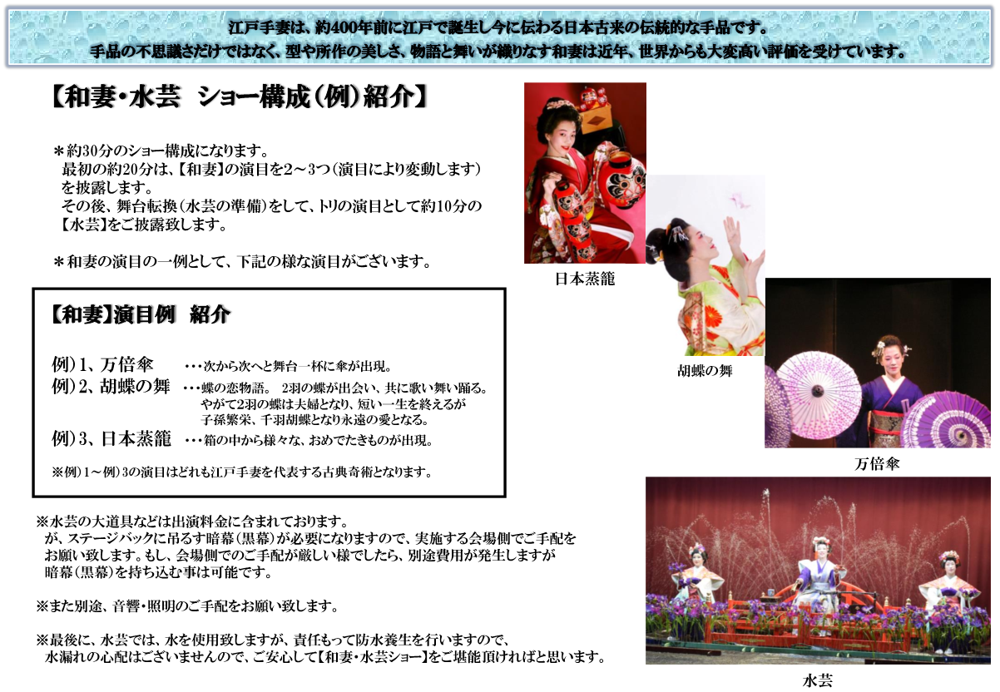 江戸手妻は、約400年前に江戸で誕生し今に伝わる日本古来の伝統的な手品です。
手品の不思議さだけではなく、型や所作の美しさ、物語と舞いが織りなす和妻は近年、世界からも大変高い評価を受けています。
【和妻・水芸　ショー構成（例）紹介】
＊約30分のショー構成になります。
最初の約20分は、【和妻】の演目を２～３つ（演目により変動します）
を披露します。
その後、舞台転換（水芸の準備）をして、トリの演目として約10分の
【水芸】をご披露致します。
＊和妻の演目の一例として、下記の様な演目がございます。
【和妻】演目例　紹介
例）１、万倍傘　・・・次から次へと舞台一杯に傘が出現。
例）２、胡蝶の舞　・・・蝶の恋物語。　２羽の蝶が出会い、共に歌い舞い踊る。
やがて２羽の蝶は夫婦となり、短い一生を終えるが
子孫繁栄、千羽胡蝶となり永遠の愛となる。
例）３、日本蒸籠　・・・箱の中から様々な、おめでたきものが出現。
※例）１～例）３の演目はどれも江戸手妻を代表する古典奇術となります。
※水芸の大道具などは出演料金に含まれております。
が、ステージバックに吊るす暗幕（黒幕）が必要になりますので、実施する会場側でご手配を
お願い致します。もし、会場側でのご手配が厳しい様でしたら、別途費用が発生しますが
暗幕（黒幕）を持ち込む事は可能です。
※また別途、音響・照明のご手配をお願い致します。
※最後に、水芸では、水を使用致しますが、責任もって防水養生を行いますので、
水漏れの心配はございませんので、ご安心して【和妻・水芸ショー】をご堪能頂ければと思います。
日本蒸籠
胡蝶の舞
万倍傘
水芸